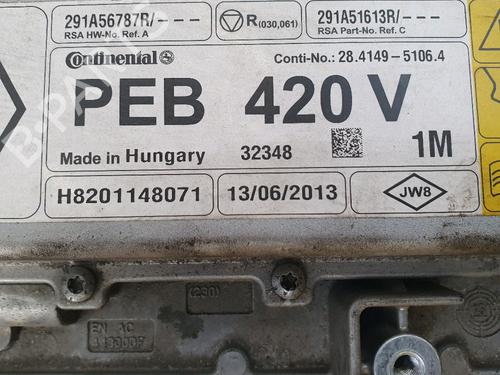 291A56787R/---
RSA HW-No. Ref. A
R(030,061)
291A51613R/---
RSA Part-No. Ref. C
Continental
Conti-No.: 28.4149-5106.4
PEB 420 V
Made in Hungary
32348
1M
H8201148071
13/06/2013
JW8
(230)
EN AC